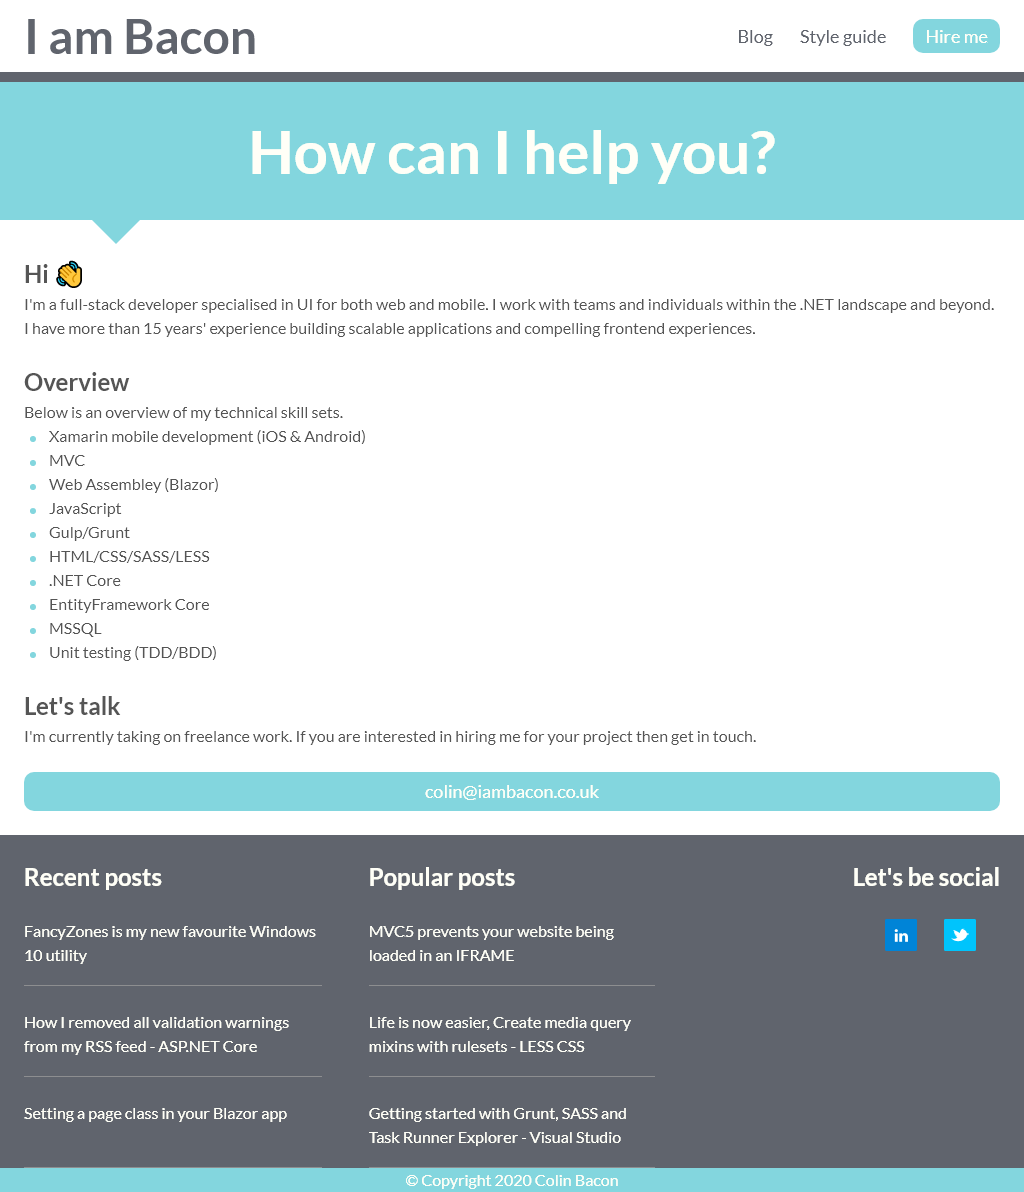 I am Bacon
Blog
Style guide
Hire me
How can I help you?
Hi
I'm a full-stack developer specialised in UI for both web and mobile. I work with teams and individuals within the .NET landscape and beyond.
I have more than 15 years' experience building scalable applications and compelling frontend experiences.
Overview
Below is an overview of my technical skill sets.
Xamarin mobile development (iOS & Android)
MVC
Web Assembley (Blazor)
JavaScript
Gulp/Grunt
HTML/CSS/SASS/LESS
.NET Core
EntityFramework Core
MSSQL
Unit testing (TDD/BDD)
Let's talk
I'm currently taking on freelance work. If you are interested in hiring me for your project then get in touch.
colin@iambacon.co.uk
Recent posts
FancyZones is my new favourite Windows
10 utility
How I removed all validation warnings
from my RSS feed - ASP.NET Core
Setting a page class in your Blazor app
Popular posts
MVC5 prevents your website being
loaded in an IFRAME
Life is now easier, Create media query
mixins with rulesets - LESS CSS
Getting started with Grunt, SASS and
Task Runner Explorer - Visual Studio
Let's be social
in
© Copyright 2020 Colin Bacon